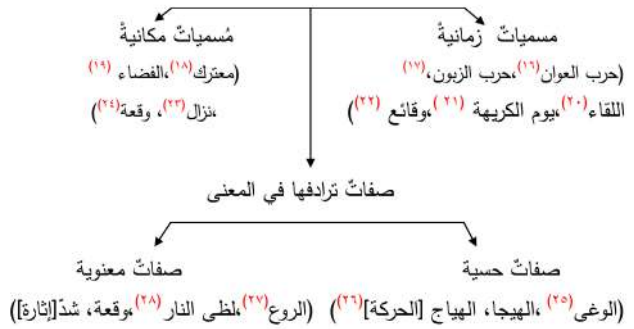 مسمياتٌ زمانيةٌ
(حرب العوان(١٦)،حرب الزبون،(١٧)
اللقاء(٢٠)،يوم الكريهة (٢١)،وقائع (٢٢))
مُسمياتٌ مكانيةٌ
(معترك(١٨)،الفضاء (١٩)
،نزال(٢٣)، وقعة(٢٤))
صفاتٌ ترادفها في المعنى
صفاتٌ حسية
(الوغى(٢٥) ،الهيجا، الهياج [الحركة](٢٦))
صفاتٌ معنوية
(الروع(٢٧)،لظى النار (٢٨)،وقعة، شدّ[إثارة])